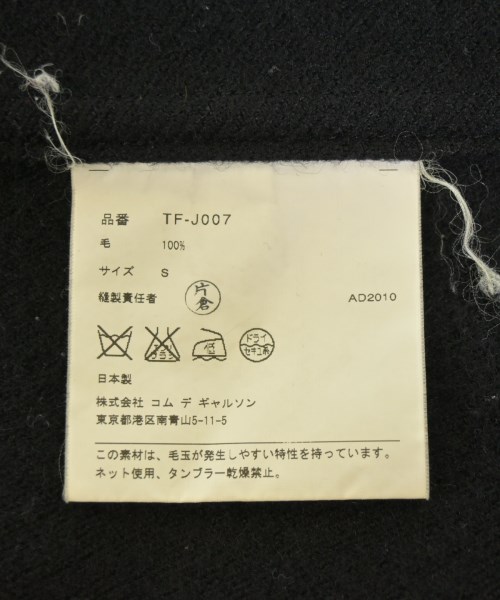 品番 TF-J007
毛 100%
サイズ S
縫製責任者 片倉 AD2010
ドライ
セキユ系
日本製
株式会社 コム デ ギャルソン
東京都港区南青山5-11-5
この素材は、毛玉が発生しやすい特性を持っています。
ネット使用、タンブラー乾燥禁止。